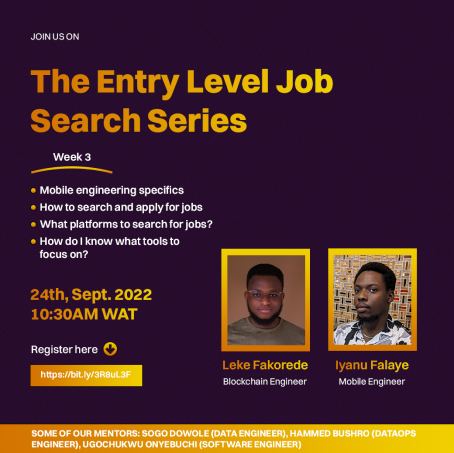 JOIN US ON
The Entry Level Job
Search Series
Week 3
Mobile engineering specifics
How to search and apply for jobs
What platforms to search for jobs?
How do I know what tools to
focus on?
24th, Sept. 2022
10:30AM WAT
Register here
https://bit.ly/3R8uL3F
Leke Fakorede
Blockchain Engineer
Iyanu Falaye
Mobile Engineer
SOME OF OUR MENTORS: SOGO DOWOLE (DATA ENGINEER), HAMMED BUSHRO (DATAOPS
ENGINEER), UGOCHUKWU ONYEBUCHI (SOFTWARE ENGINEER)